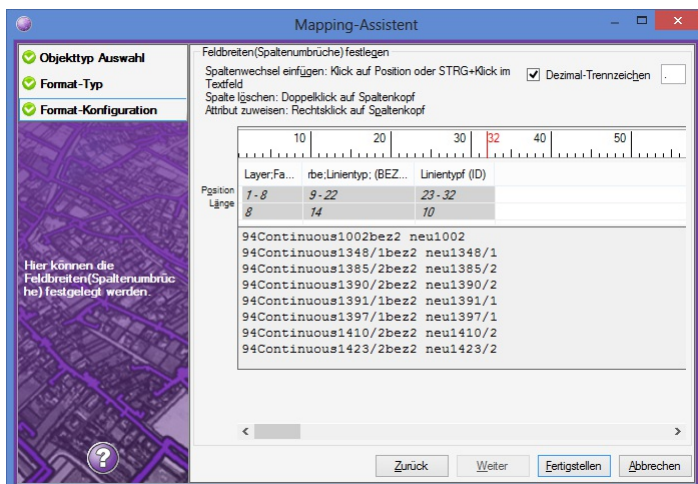 Mapping-Assistent
Objekttyp Auswahl
Format-Typ
Format-Konfiguration
Hier können die
Feldbreiten(Spaltenumbrüc
he) festgelegt werden.
?
Feldbreiten(Spaltenumbrüche) festlegen
Spaltenwechsel einfügen: Klick auf Position oder STRG+Klick im
Textfeld
Spalte löschen: Doppelklick auf Spaltenkopf
Attribut zuweisen: Rechtsklick auf Spaltenkopf
Dezimal-Trennzeichen .
10 20 30 32 40 50
Layer;Fa... rbe;Linientyp; (BEZ... Linientypf (ID)
Position 1 - 8 9 - 22 23 - 32
Länge 8 14 10
94Continuous1002bez2 neu1002
94Continuous1348/1bez2 neu1348/1
94Continuous1385/2bez2 neu1385/2
94Continuous1390/2bez2 neu1390/2
94Continuous1391/1bez2 neu1391/1
94Continuous1397/1bez2 neu1397/1
94Continuous1410/2bez2 neu1410/2
94Continuous1423/2bez2 neu1423/2
Zurück Weiter Fertigstellen Abbrechen